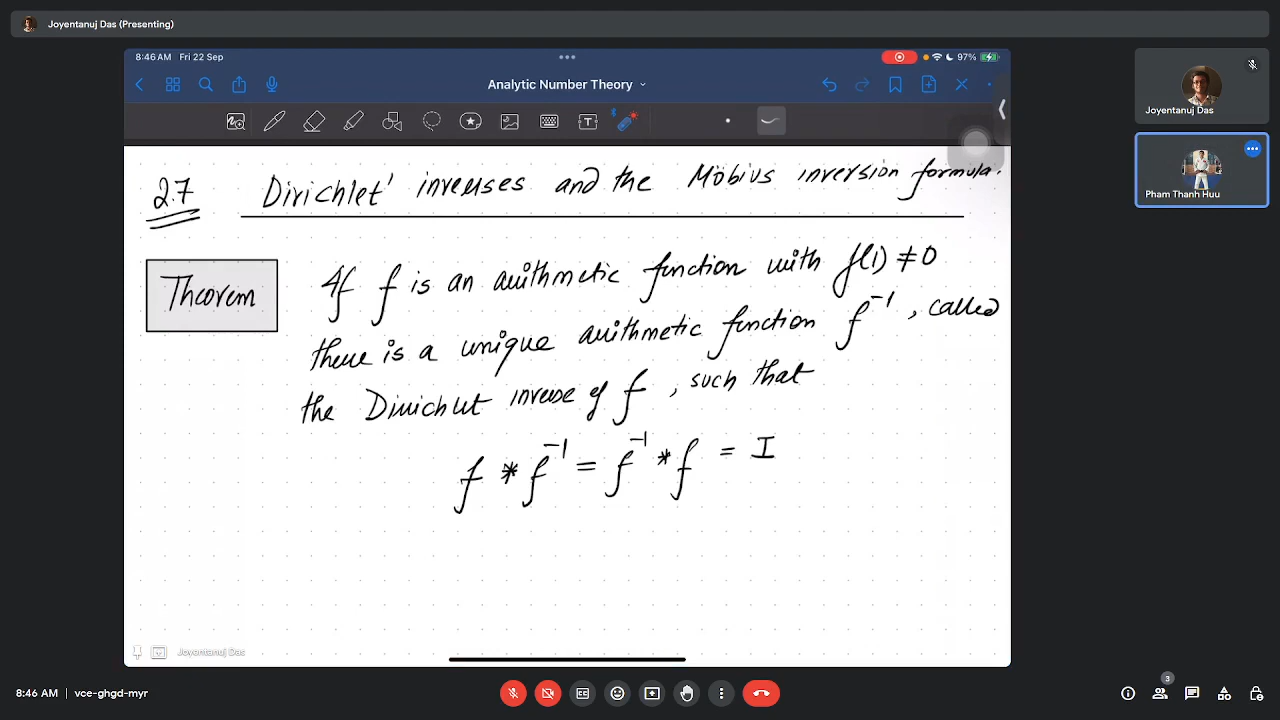 Joyentanuj Das (Presenting)
8:46 AM Fri 22 Sep
97%
Analytic Number Theory
Joyentanuj Das
Pham Thanh Huu
2.7 Dirichlet' inverses and the Möbius inversion formula.
Theorem
If f is an arithmetic function with f(1) ≠ 0
there is a unique arithmetic function f⁻¹, called
the Dirichlet inverse of f, such that
f * f⁻¹ = f⁻¹ * f = I
Joyentanuj Das
8:46 AM | vce-ghgd-myr
3